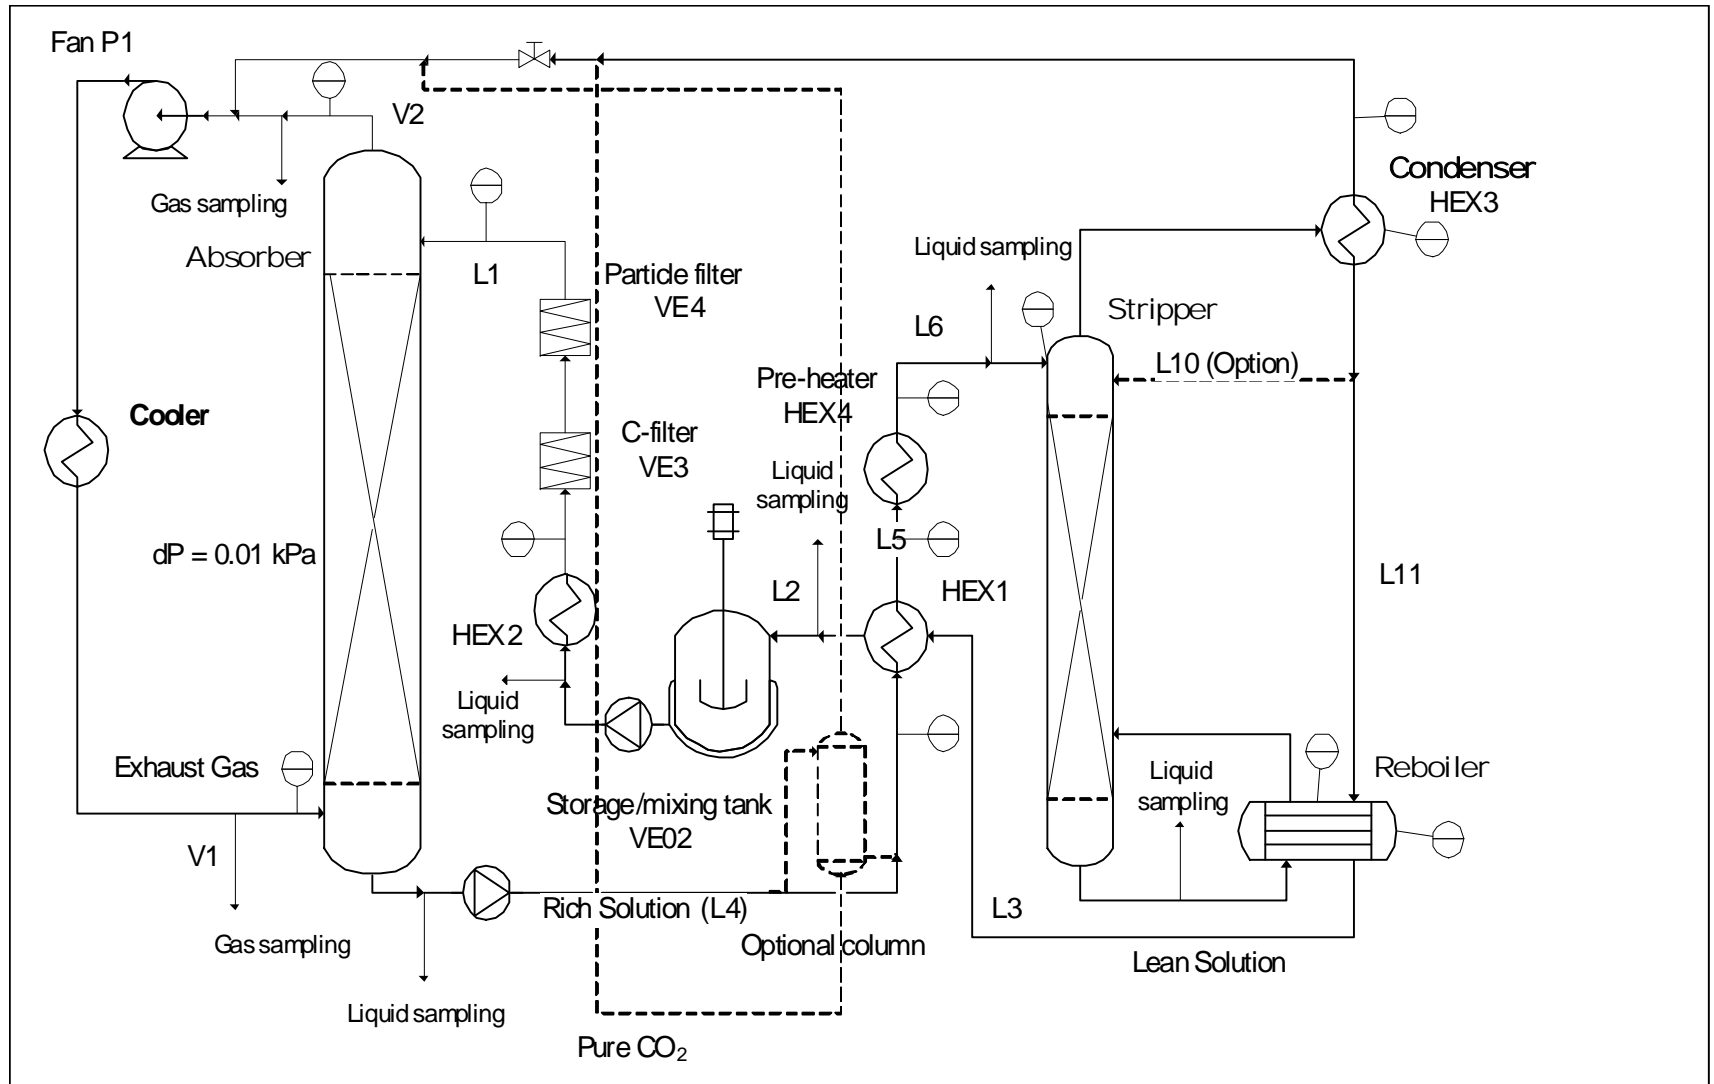 Fan P1
V2
Gas sampling
Condenser
HEX3
Absorber
L1
Particle filter
VE4
Liquid sampling
L6
Stripper
L10 (Option)
Pre-heater
HEX4
Cooler
C-filter
VE3
Liquid
sampling
dP = 0.01 kPa
L5
L2
HEX1
L11
HEX2
Liquid
sampling
Exhaust Gas
V1
Storage/mixing tank
VE02
Liquid
sampling
Reboiler
Rich Solution (L4)
L3
Gas sampling
Optional column
Lean Solution
Liquid sampling
Pure CO₂